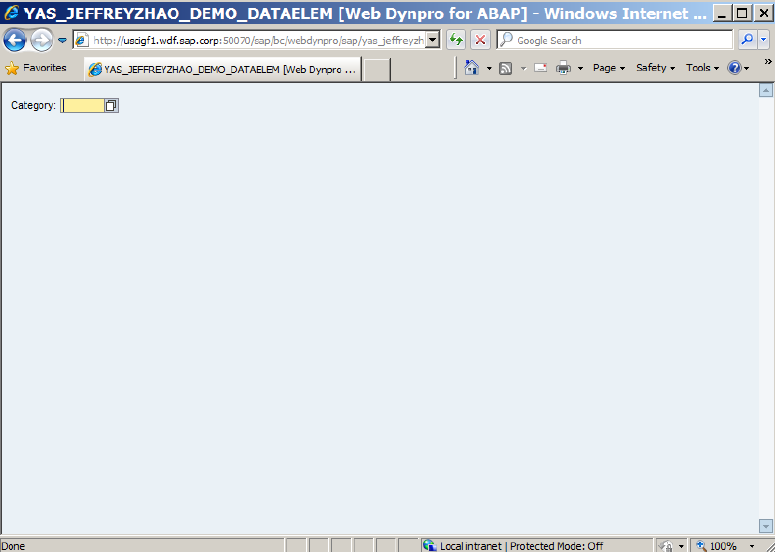 YAS_JEFFREYZHAO_DEMO_DATAELEM [Web Dynpro for ABAP] - Windows Internet ...
http://uscigf1.wdf.sap.corp:50070/sap/bc/webdynpro/sap/yas_jeffreyzh
Google Search
Favorites
YAS_JEFFREYZHAO_DEMO_DATAELEM [Web Dynpro ...
Page
Safety
Tools
Category:
Done
Local intranet | Protected Mode: Off
100%